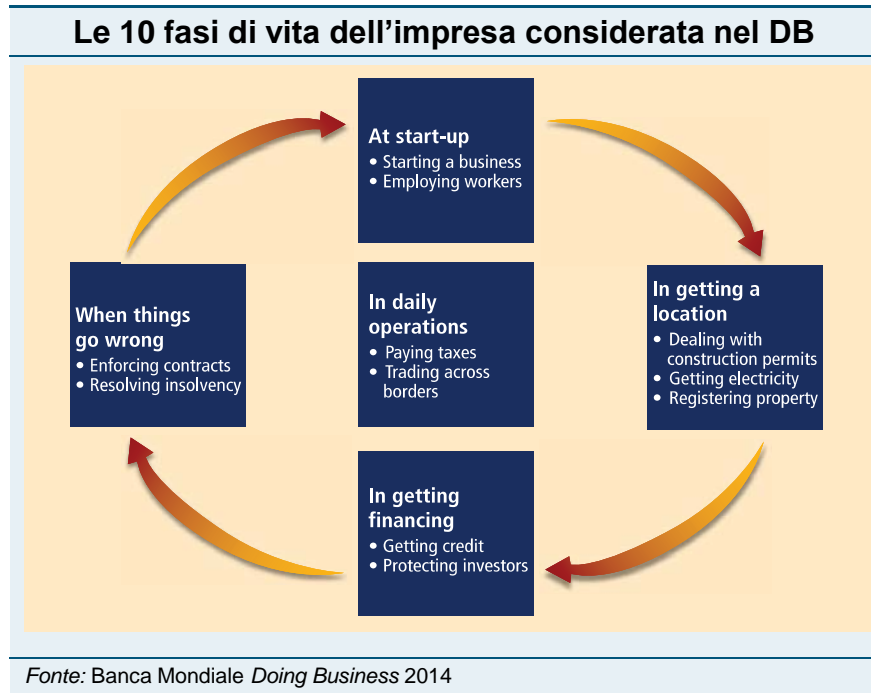 Le 10 fasi di vita dell'impresa considerata nel DB
At start-up
• Starting a business
• Employing workers
When things
go wrong
• Enforcing contracts
• Resolving insolvency
In daily
operations
• Paying taxes
• Trading across
borders
In getting a
location
• Dealing with
construction permits
• Getting electricity
• Registering property
In getting
financing
• Getting credit
• Protecting investors
Fonte: Banca Mondiale Doing Business 2014